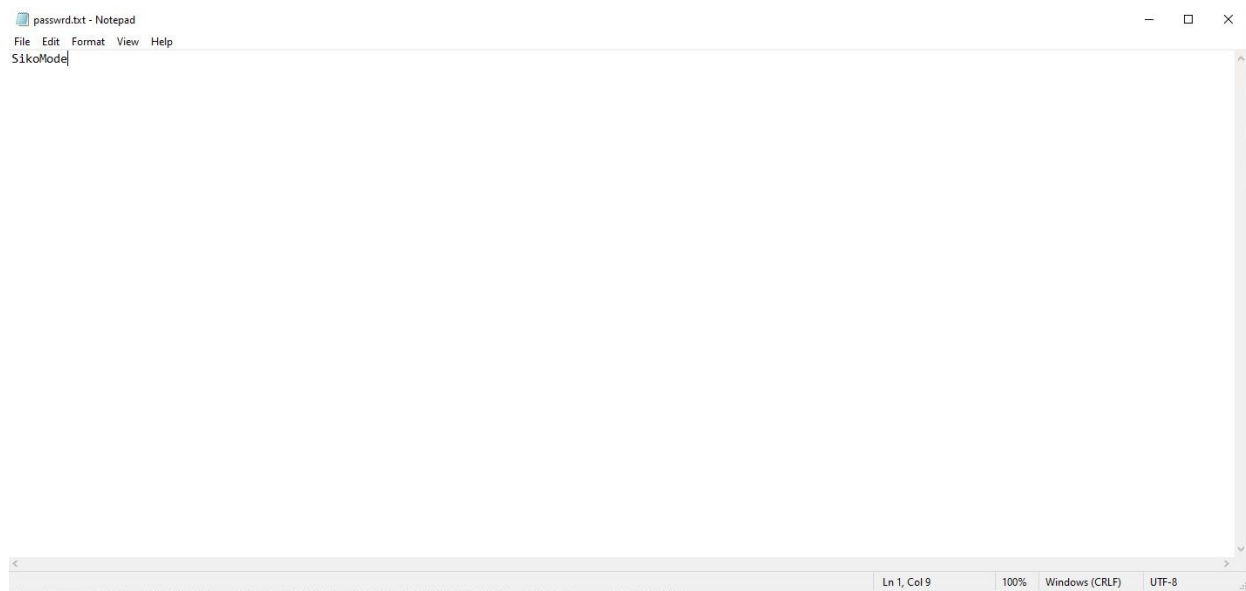 passwrd.txt - Notepad
File Edit Format View Help
SikoMode
Ln 1, Col 9 100% Windows (CRLF) UTF-8